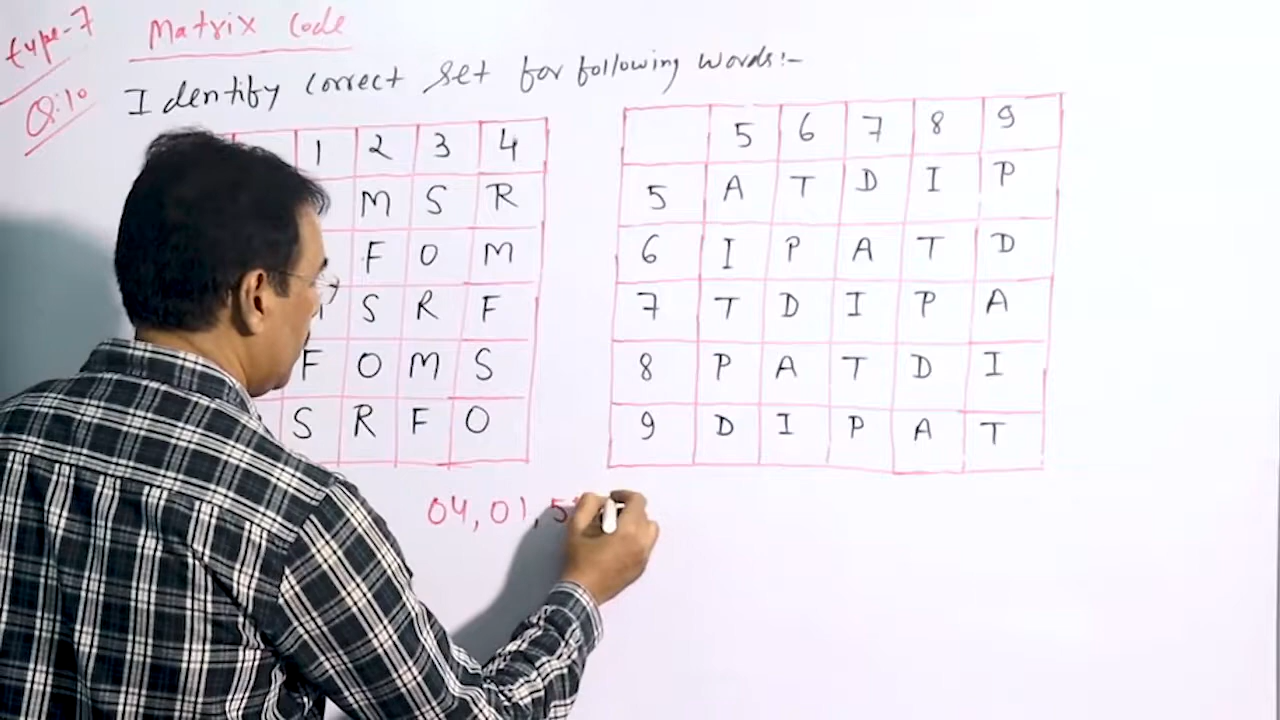 type-7 Matrix Code
Q:10 Identify correct set for following words:-
1 2 3 4
M S R
F O M
S R F
F O M S
S R F O
5 6 7 8 9
5 A T D I P
6 I P A T D
7 T D I P A
8 P A T D I
9 D I P A T
04, 01, 5